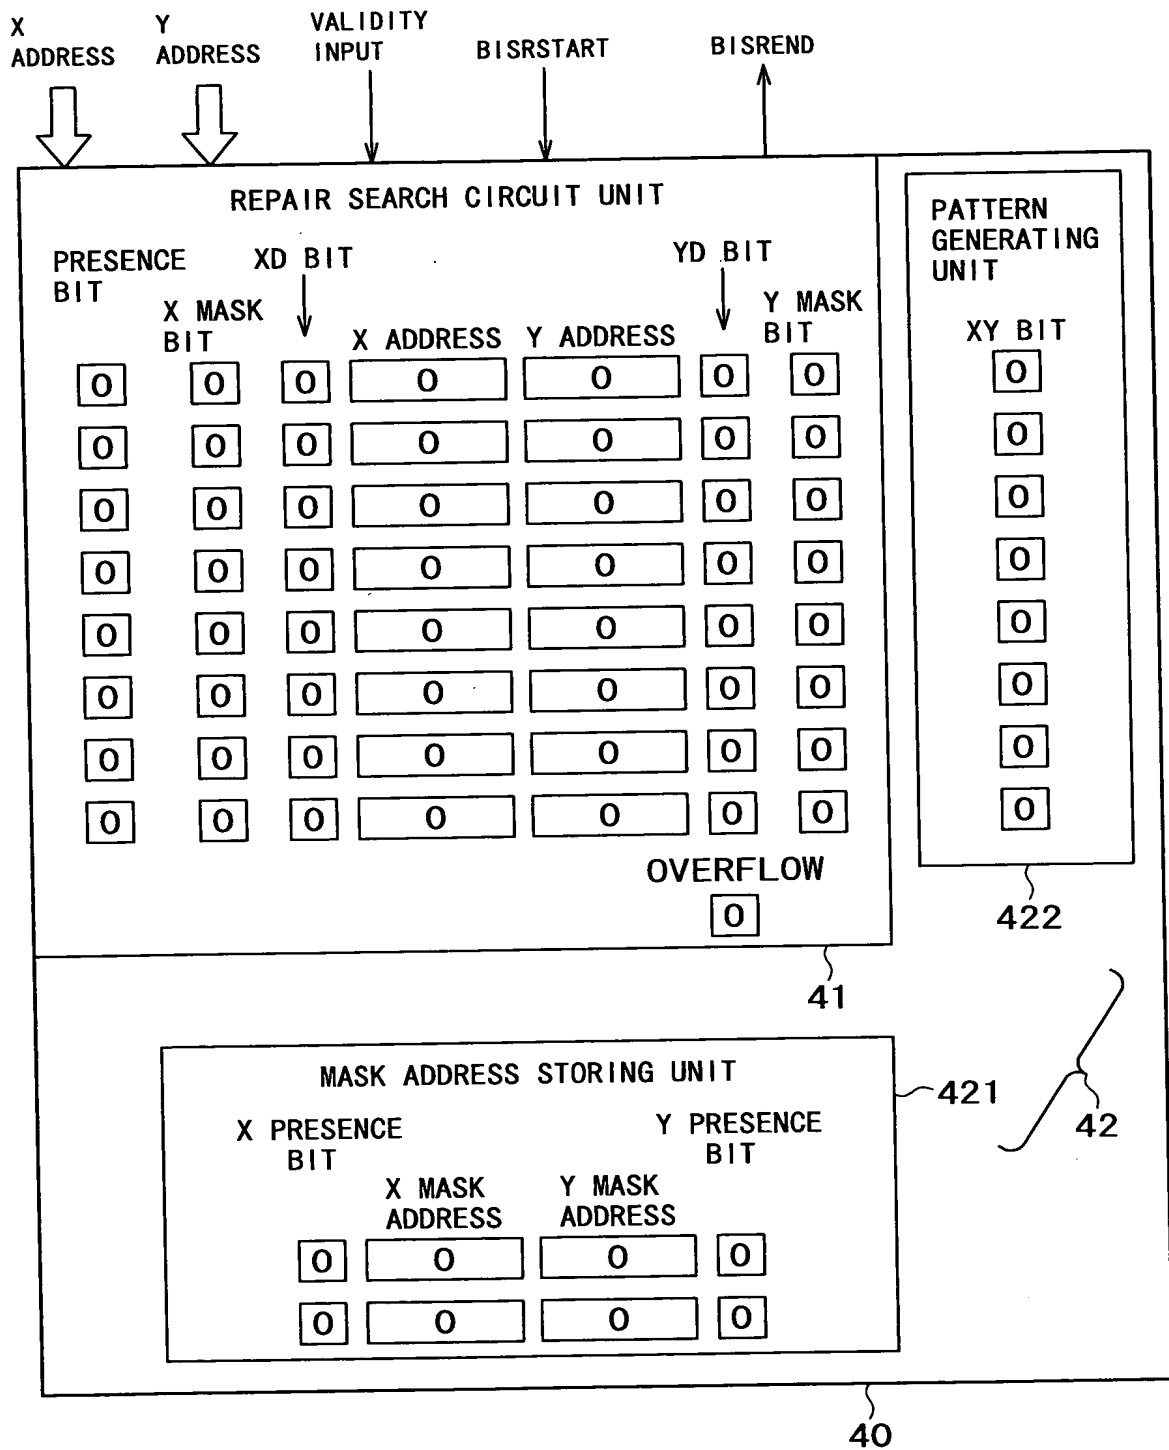 X
ADDRESS
Y
ADDRESS
VALIDITY
INPUT
BISRSTART
BISREND
REPAIR SEARCH CIRCUIT UNIT
PRESENCE
BIT
X MASK
BIT
XD BIT
X ADDRESS
Y ADDRESS
YD BIT
Y MASK
BIT
0 0 0 0 0 0 0
0 0 0 0 0 0 0
0 0 0 0 0 0 0
0 0 0 0 0 0 0
0 0 0 0 0 0 0
0 0 0 0 0 0 0
0 0 0 0 0 0 0
0 0 0 0 0 0 0
OVERFLOW
0
41
PATTERN
GENERATING
UNIT
XY BIT
0
0
0
0
0
0
0
0
422
42
MASK ADDRESS STORING UNIT
X PRESENCE
BIT
X MASK
ADDRESS
Y MASK
ADDRESS
Y PRESENCE
BIT
0 0 0 0
0 0 0 0
421
40